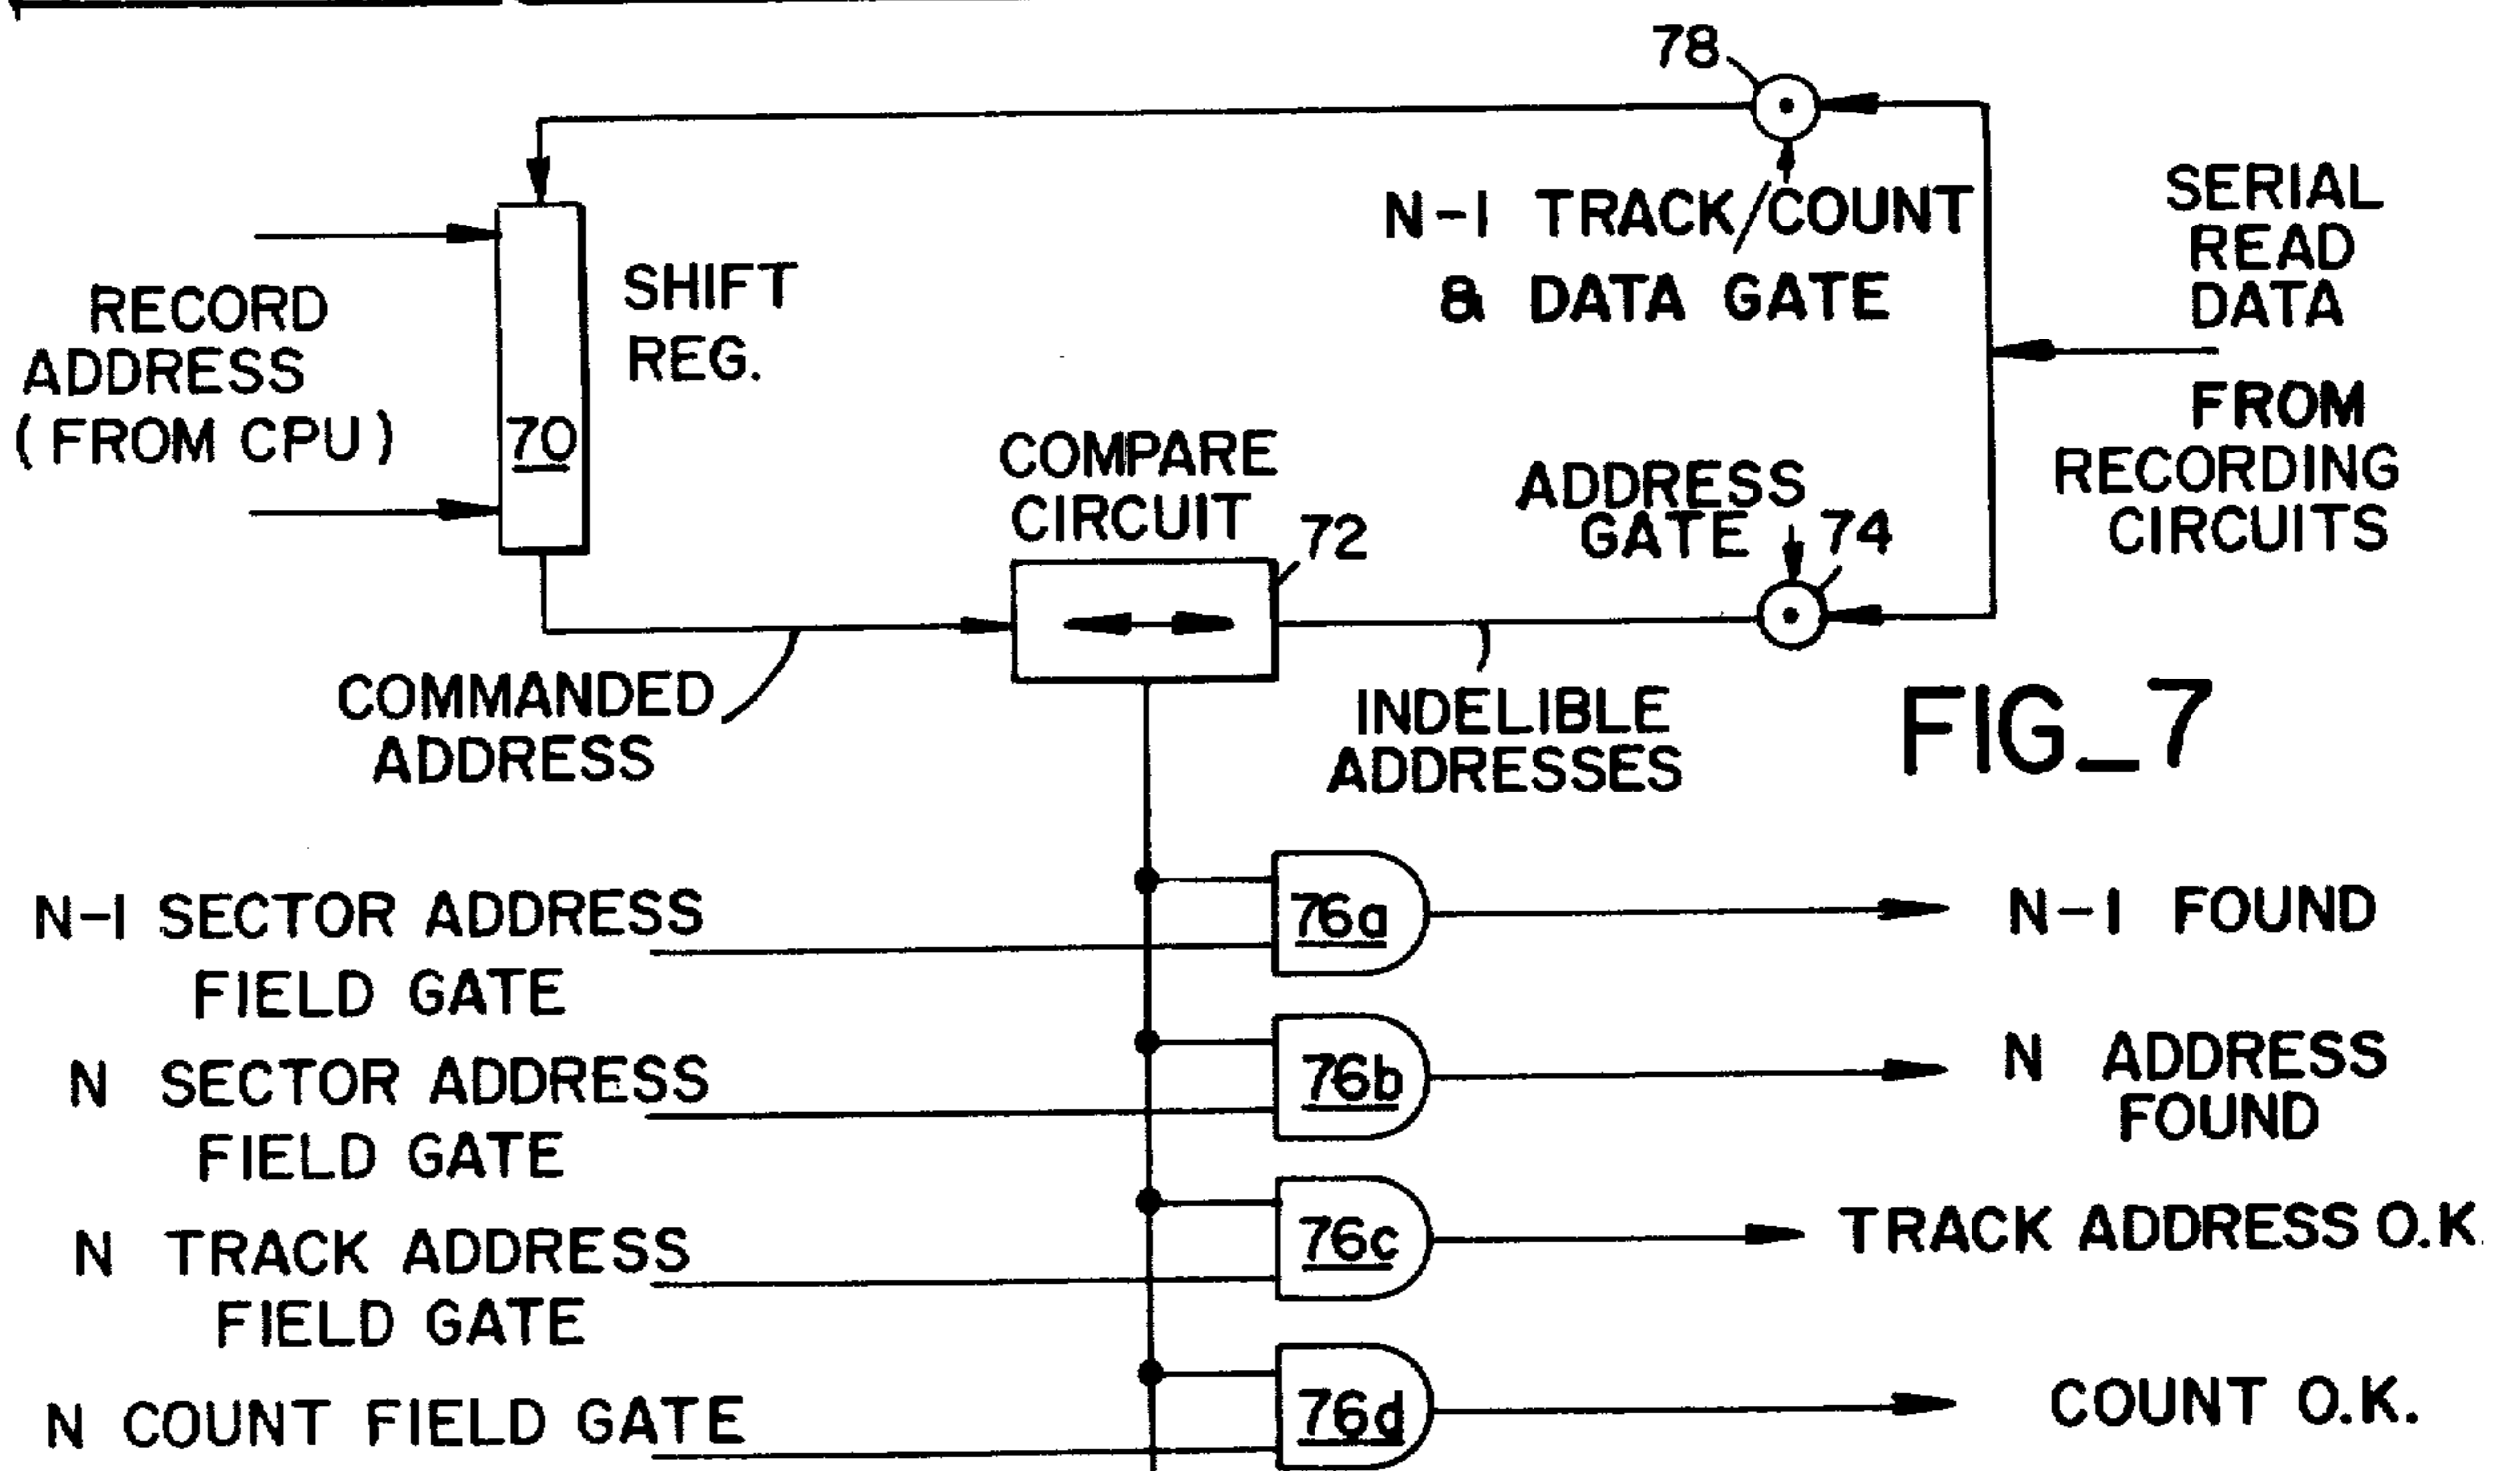 78
N-1 TRACK/COUNT
& DATA GATE
SERIAL
READ
DATA
FROM
RECORDING
CIRCUITS
RECORD
ADDRESS
(FROM CPU)
SHIFT
REG.
70
COMPARE
CIRCUIT
72
ADDRESS
GATE
74
COMMANDED
ADDRESS
INDELIBLE
ADDRESSES
FIG_7
N-1 SECTOR ADDRESS
FIELD GATE
76a
N-1 FOUND
N SECTOR ADDRESS
FIELD GATE
76b
N ADDRESS
FOUND
N TRACK ADDRESS
FIELD GATE
76c
TRACK ADDRESS O.K.
N COUNT FIELD GATE
76d
COUNT O.K.